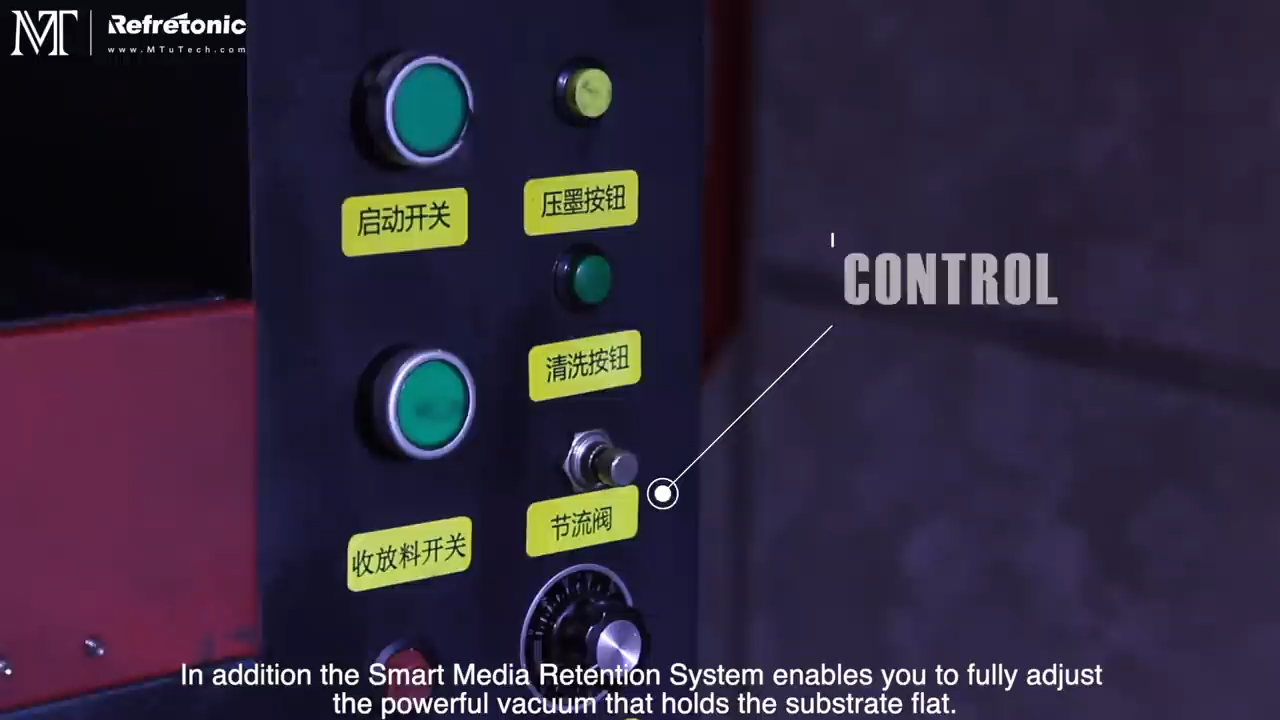 MT
Refretonic
www.MTuTech.com
启动开关
压墨按钮
清洗按钮
CONTROL
节流阀
收放料开关
In addition the Smart Media Retention System enables you to fully adjust
the powerful vacuum that holds the substrate flat.